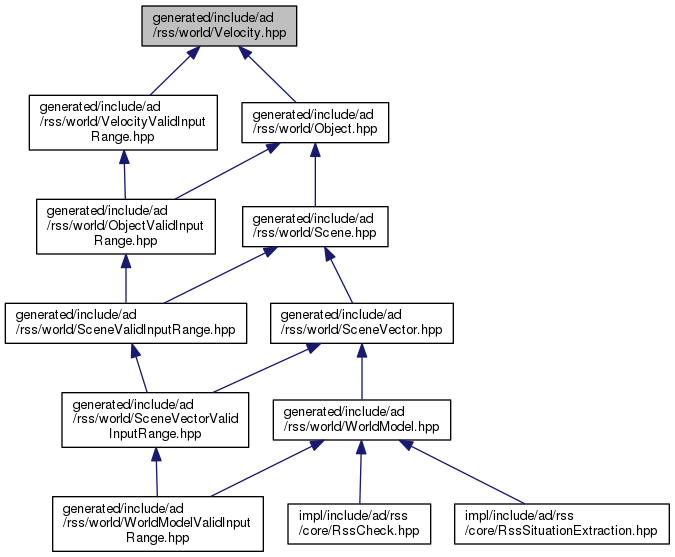 generated/include/ad
/rss/world/Velocity.hpp
generated/include/ad
/rss/world/VelocityValidInput
Range.hpp
generated/include/ad
/rss/world/Object.hpp
generated/include/ad
/rss/world/ObjectValidInput
Range.hpp
generated/include/ad
/rss/world/Scene.hpp
generated/include/ad
/rss/world/SceneValidInputRange.hpp
generated/include/ad
/rss/world/SceneVector.hpp
generated/include/ad
/rss/world/SceneVectorValid
InputRange.hpp
generated/include/ad
/rss/world/WorldModel.hpp
generated/include/ad
/rss/world/WorldModelValidInput
Range.hpp
impl/include/ad/rss
/core/RssCheck.hpp
impl/include/ad/rss
/core/RssSituationExtraction.hpp